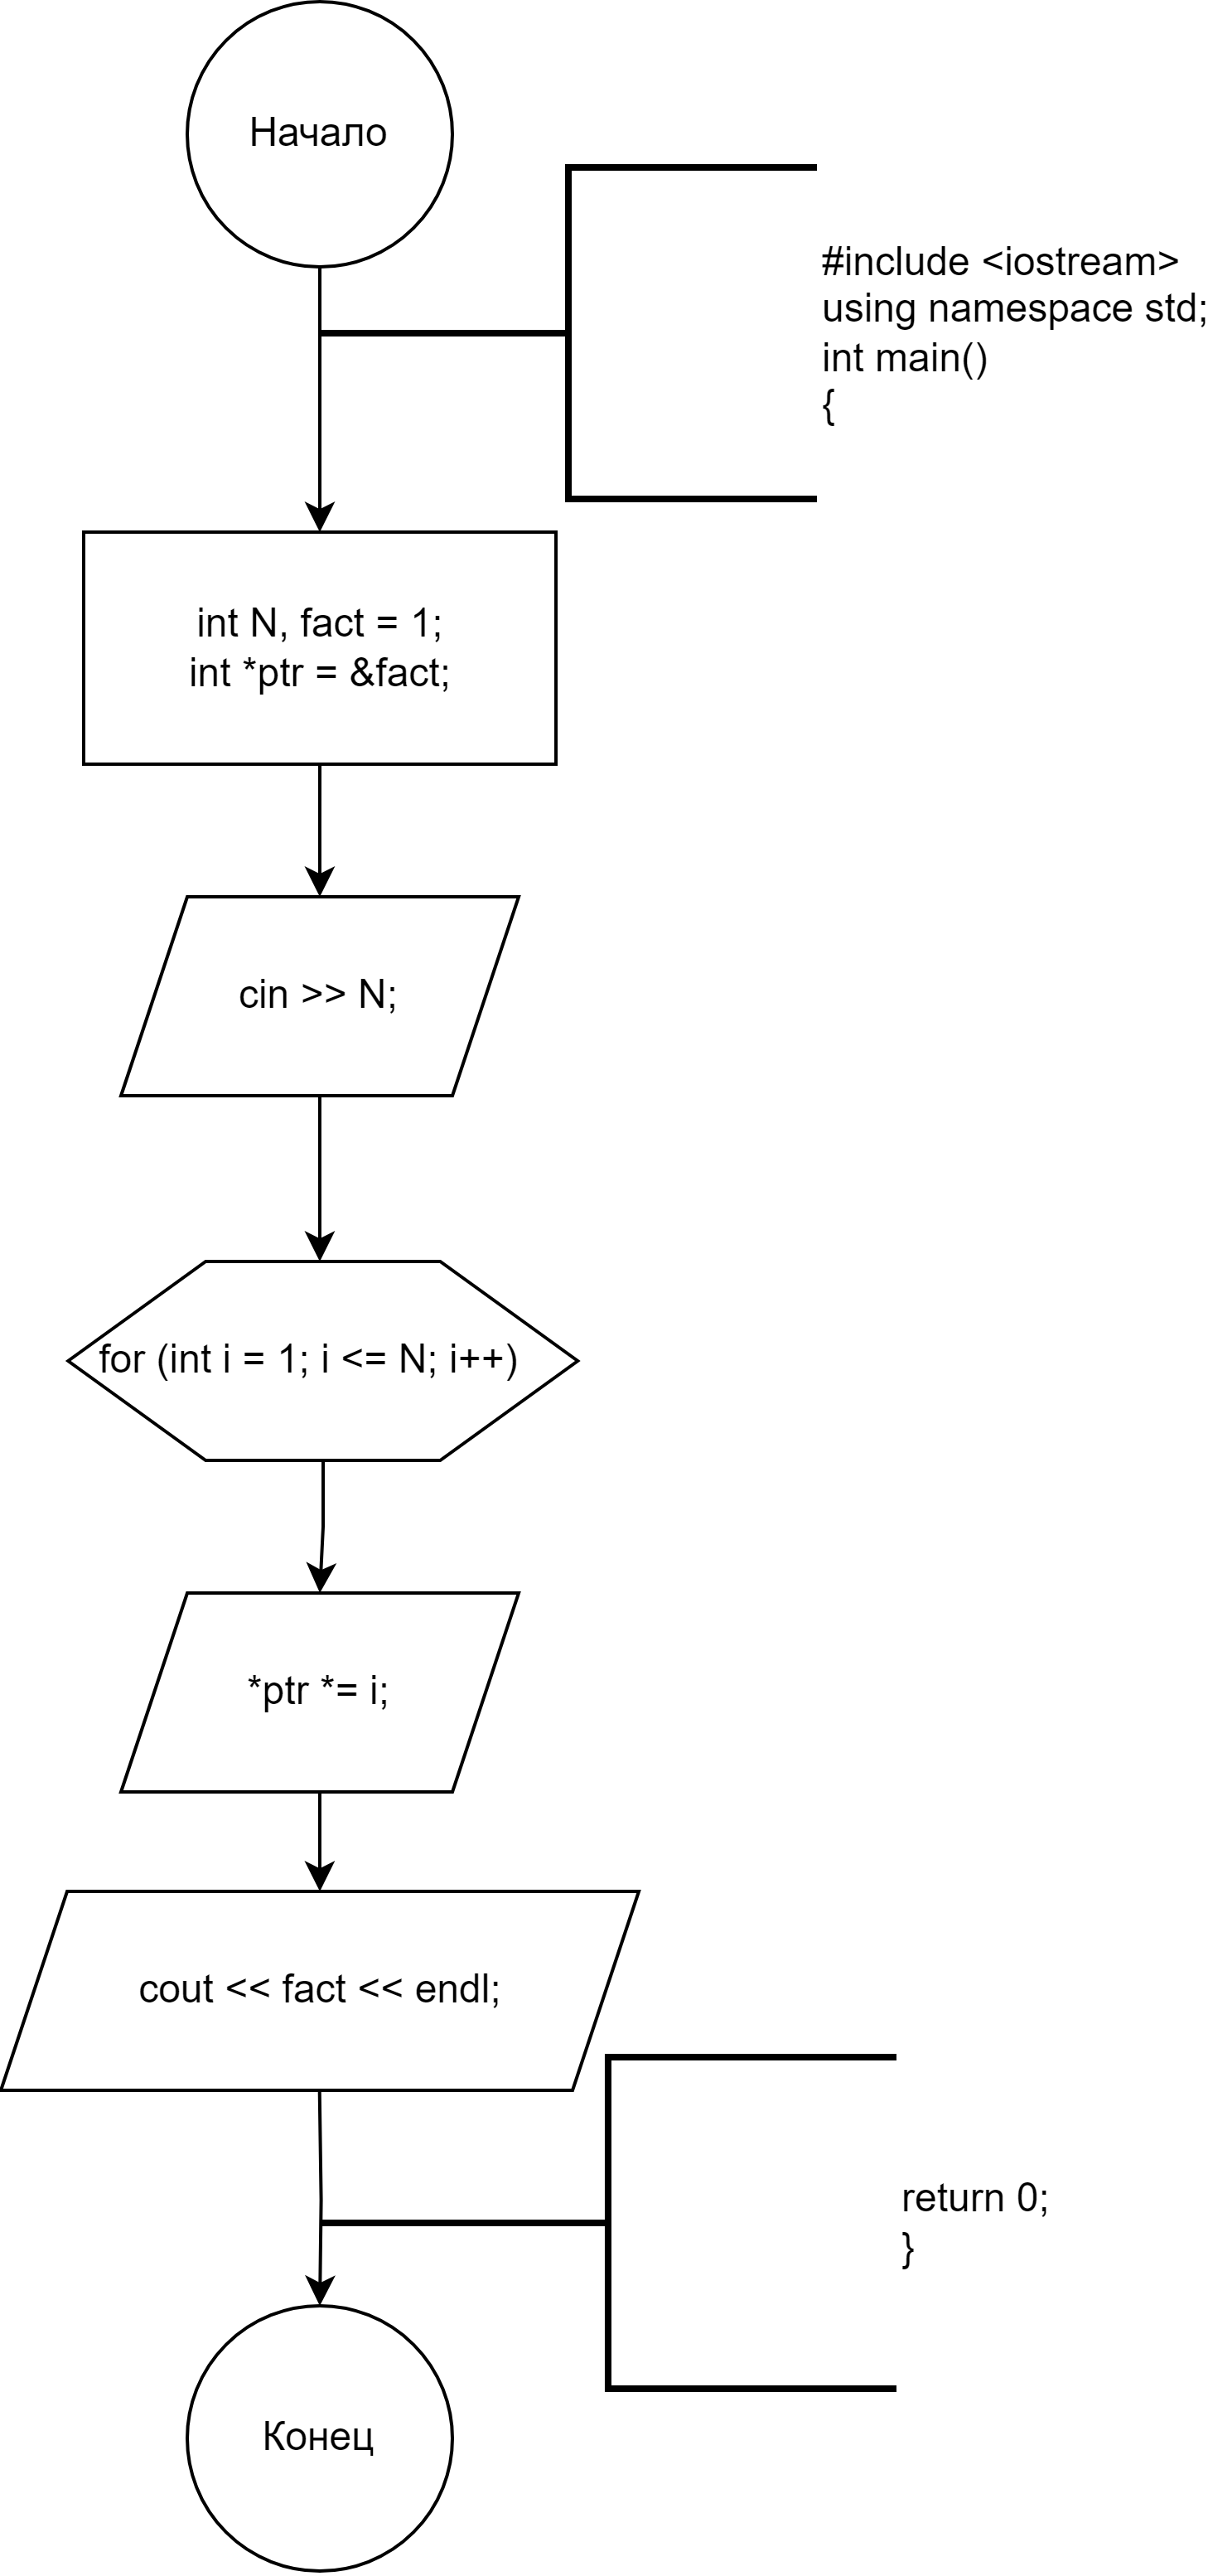 Начало
#include <iostream>
using namespace std;
int main()
{
int N, fact = 1;
int *ptr = &fact;
cin >> N;
for (int i = 1; i <= N; i++)
*ptr *= i;
cout << fact << endl;
return 0;
}
Конец